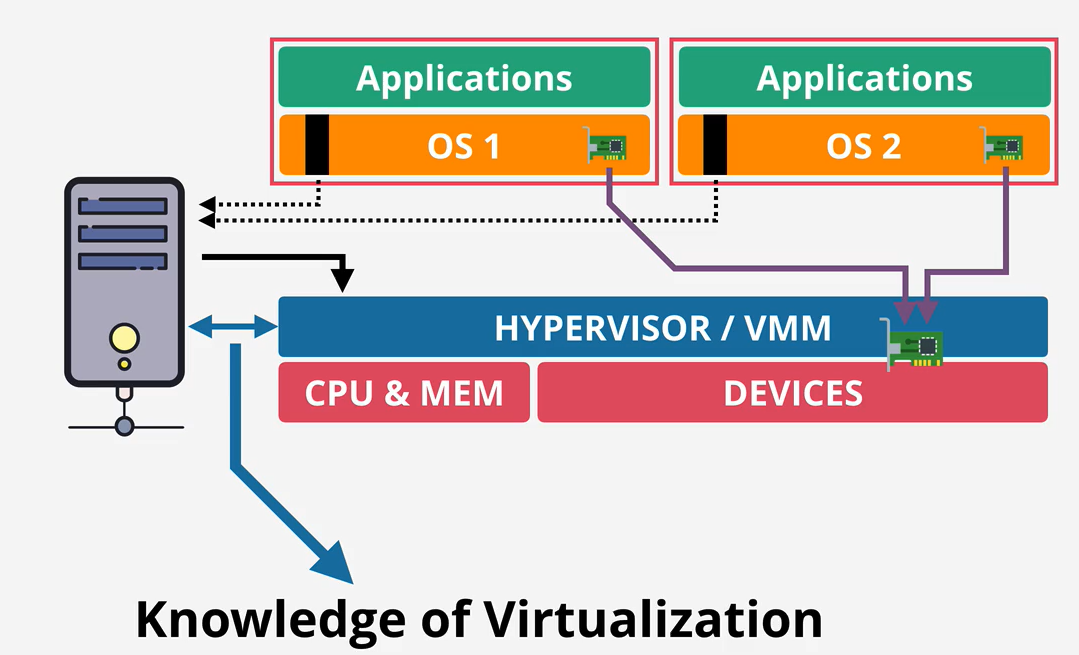 Applications
Applications
OS 1
OS 2
HYPERVISOR / VMM
CPU & MEM
DEVICES
Knowledge of Virtualization